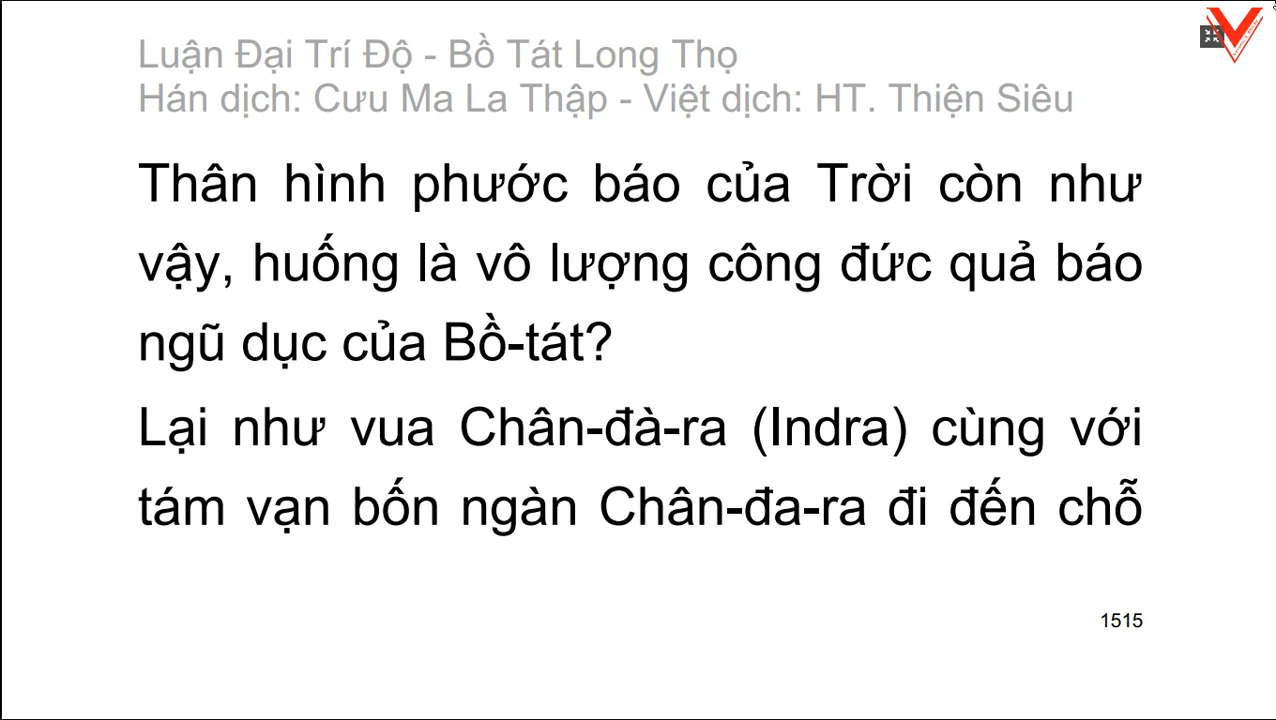 Luận Đại Trí Độ - Bồ Tát Long Thọ
Hán dịch: Cưu Ma La Thập - Việt dịch: HT. Thiện Siêu
Thân hình phước báo của Trời còn như
vậy, huống là vô lượng công đức quả báo
ngũ dục của Bồ-tát?
Lại như vua Chân-đà-ra (Indra) cùng với
tám vạn bốn ngàn Chân-đa-ra đi đến chỗ
1515